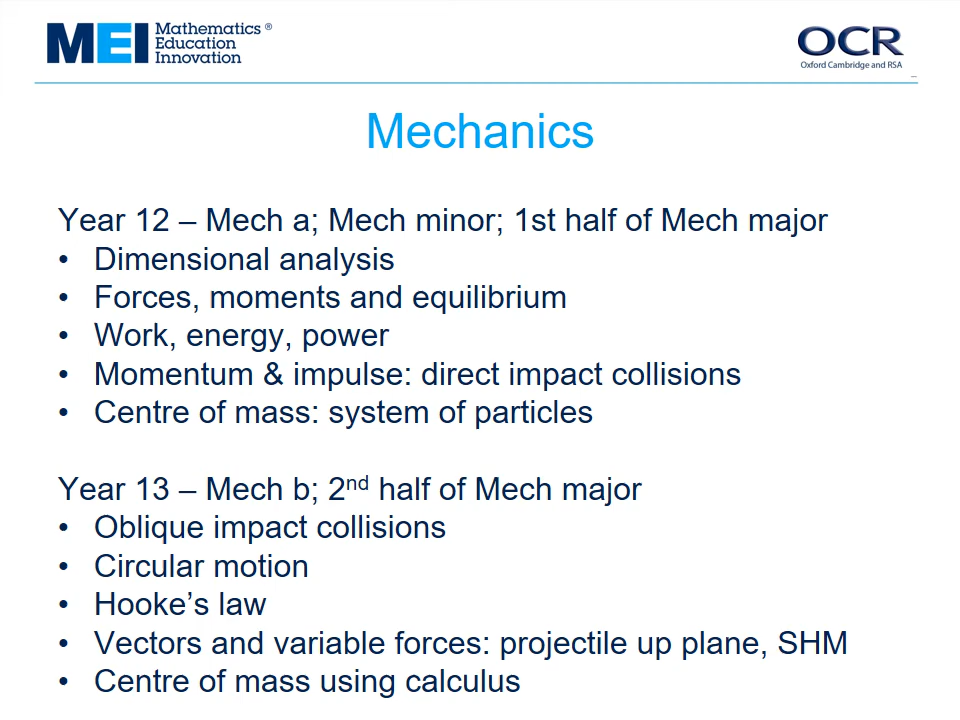 MEI
Mathematics ®
Education
Innovation
OCR
Oxford Cambridge and RSA
Mechanics
Year 12 – Mech a; Mech minor; 1st half of Mech major
• Dimensional analysis
• Forces, moments and equilibrium
• Work, energy, power
• Momentum & impulse: direct impact collisions
• Centre of mass: system of particles
Year 13 – Mech b; 2nd half of Mech major
• Oblique impact collisions
• Circular motion
• Hooke’s law
• Vectors and variable forces: projectile up plane, SHM
• Centre of mass using calculus